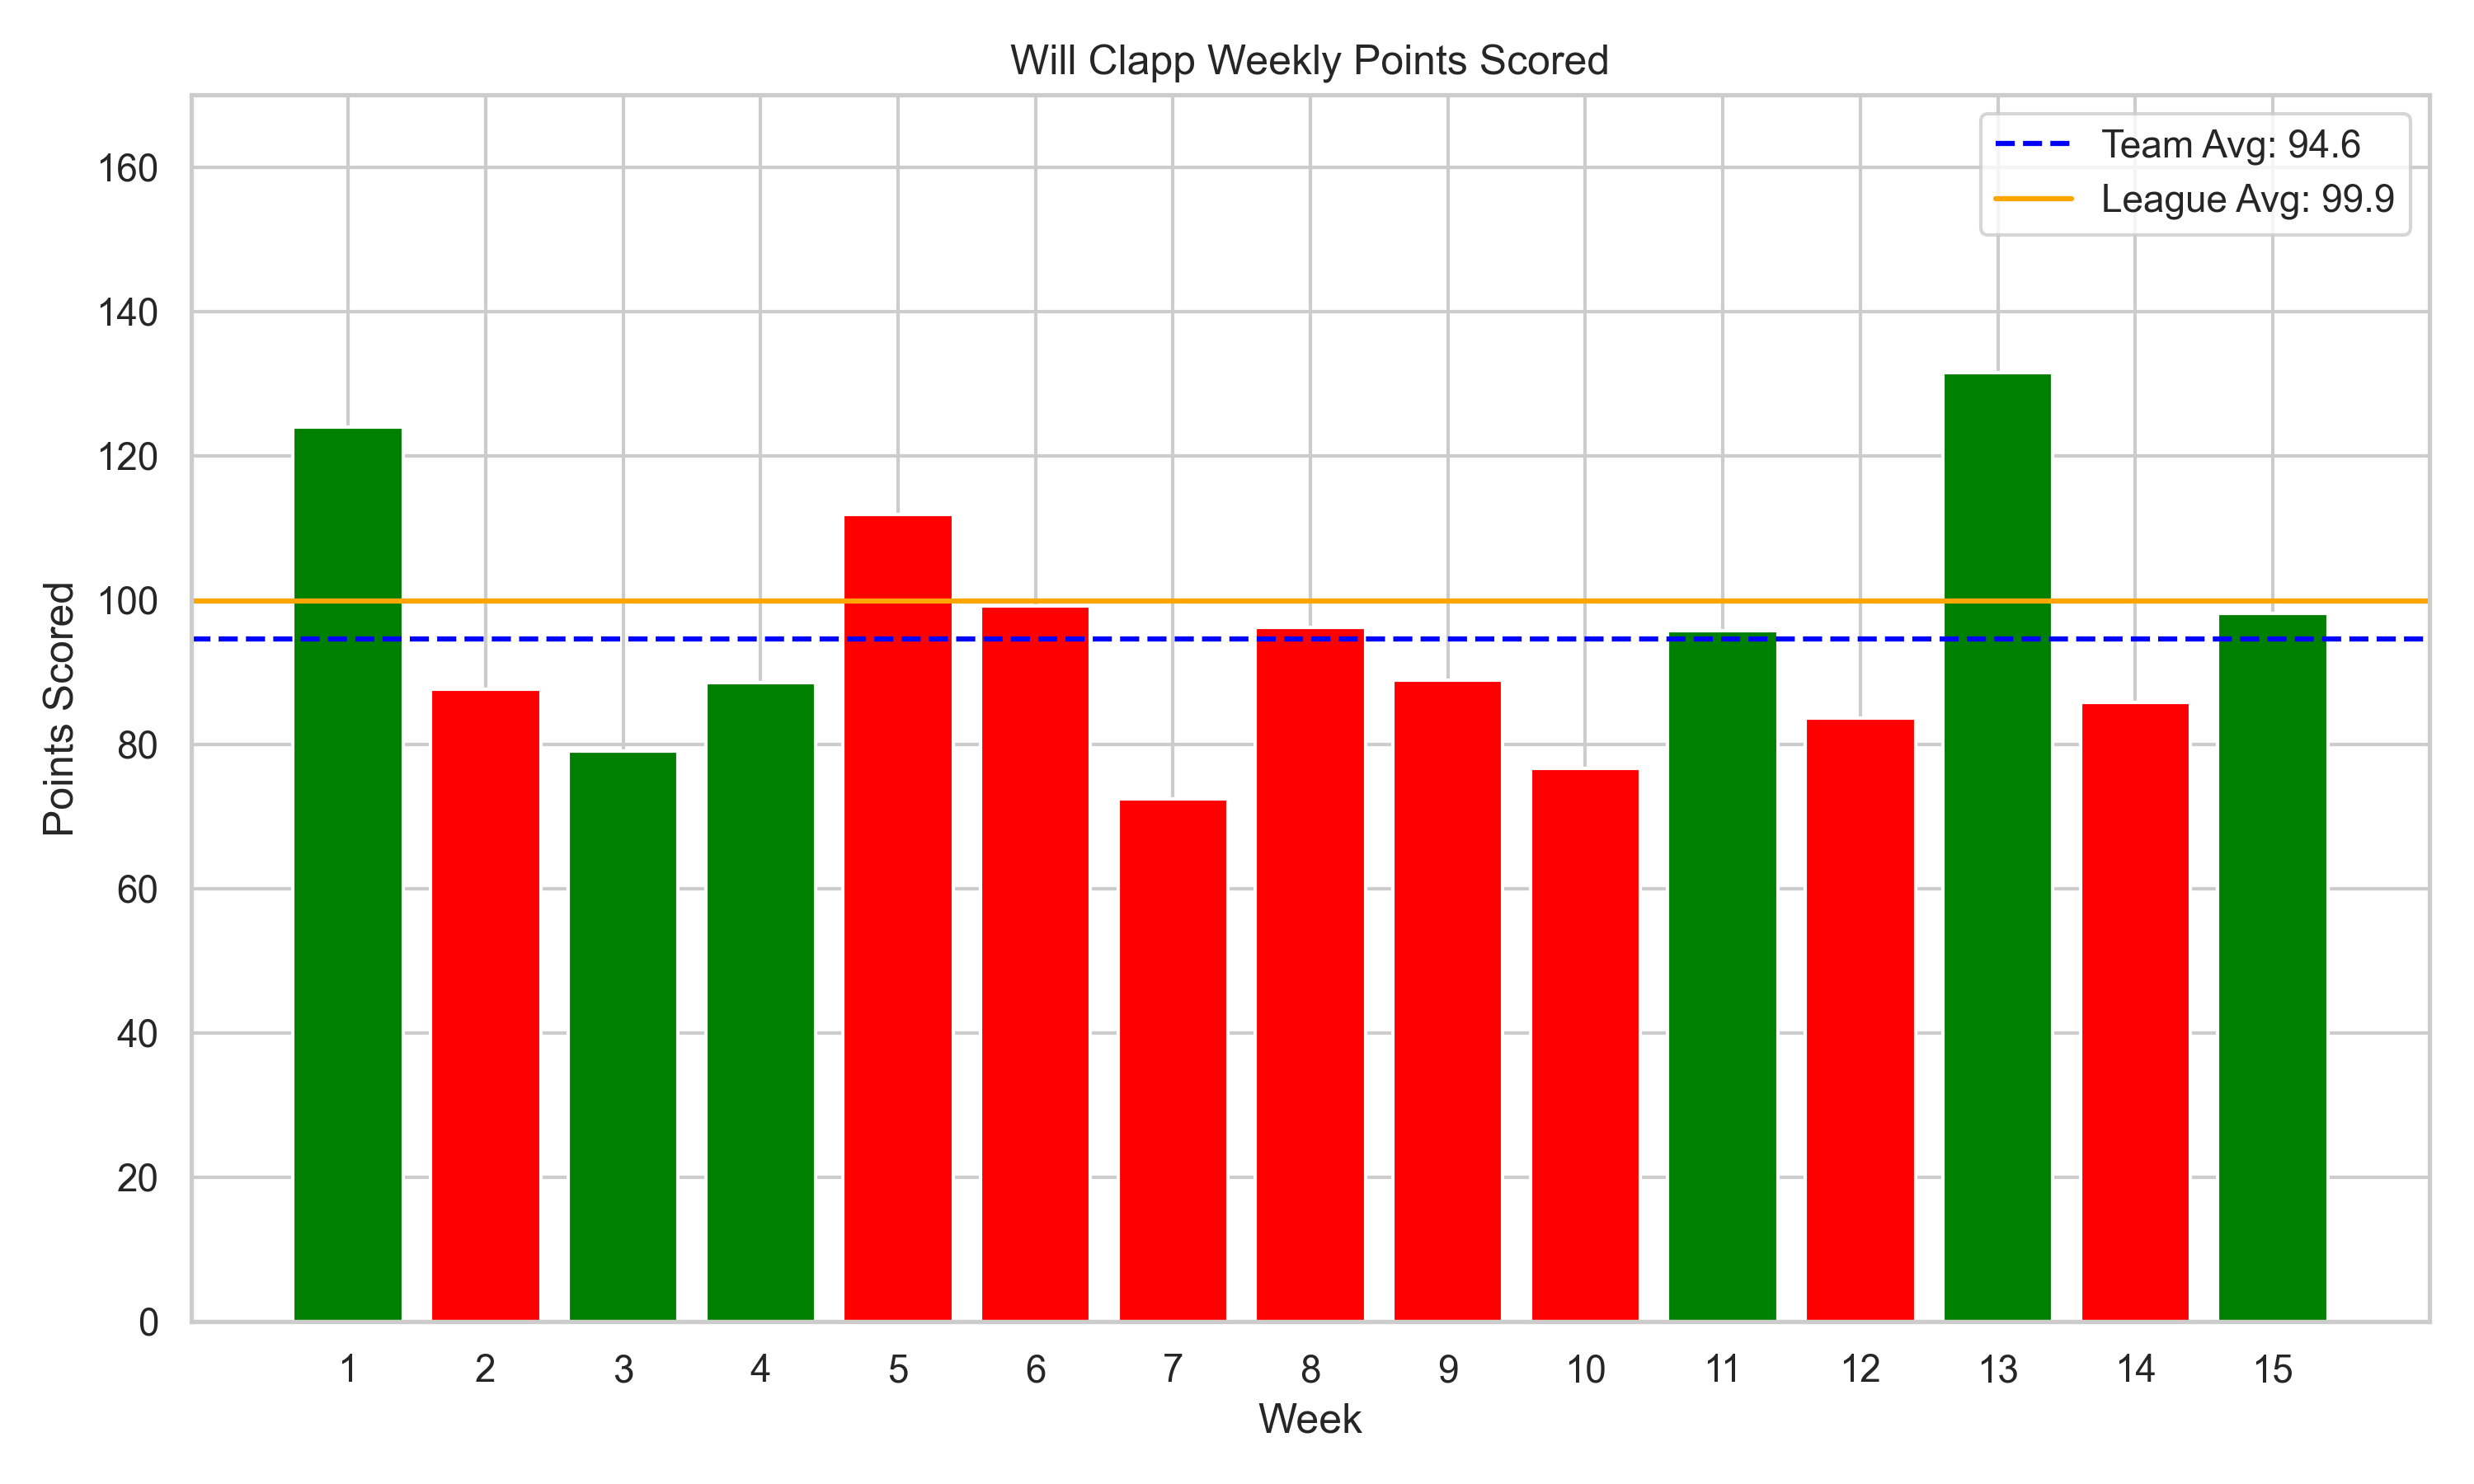 Will Clapp Weekly Points Scored
Team Avg: 94.6
League Avg: 99.9
160
140
120
100
80
60
40
20
0
Points Scored
1 2 3 4 5 6 7 8 9 10 11 12 13 14 15
Week